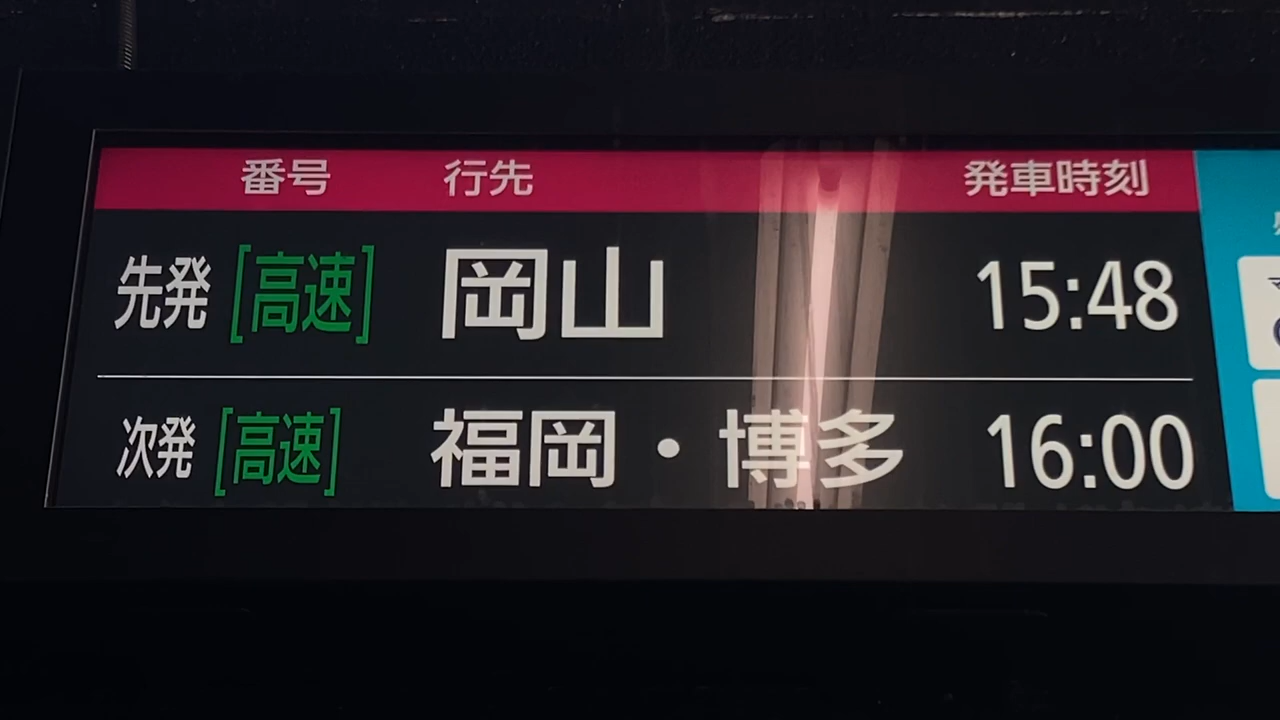 番号 行先 発車時刻
先発 [高速] 岡山 15:48
次発 [高速] 福岡・博多 16:00